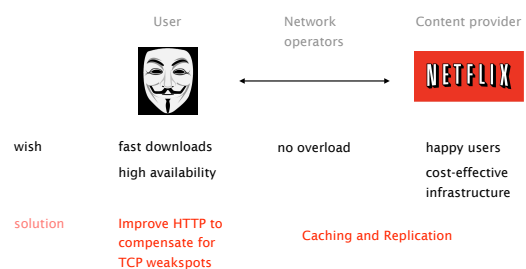 User
Network
operators
Content provider
NETFLIX
wish
fast downloads
high availability
no overload
happy users
cost-effective
infrastructure
solution
Improve HTTP to
compensate for
TCP weakspots
Caching and Replication